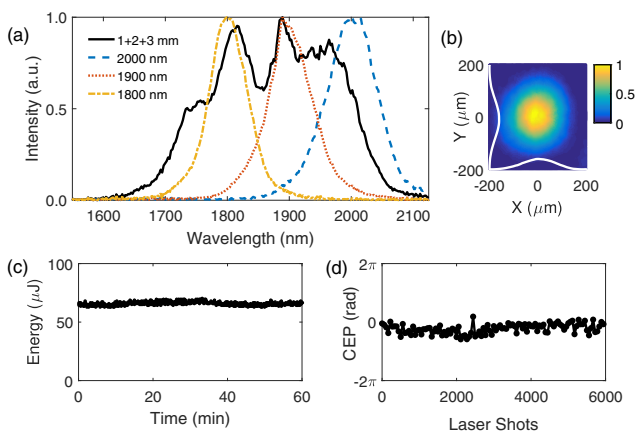 (a)
1.0
0.5
0.0
Intensity (a.u.)
1+2+3 mm
2000 nm
1900 nm
1800 nm
1600
1700
1800
1900
2000
2100
Wavelength (nm)
(b)
200
0
-200
Y (μm)
-200
0
200
X (μm)
1
0.5
0
(c)
100
50
0
Energy (μJ)
0
20
40
60
Time (min)
(d)
2π
0
-2π
CEP (rad)
0
2000
4000
6000
Laser Shots